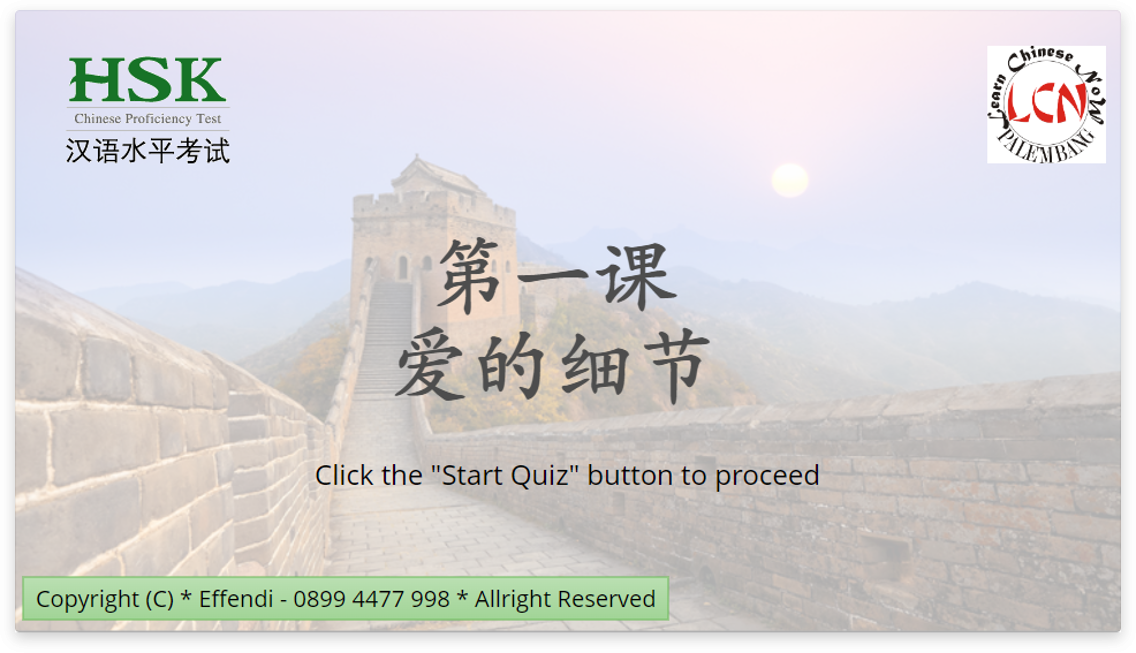 HSK
Chinese Proficiency Test
汉语水平考试
Learn Chinese NoW
LCN
PALEMBANG
第一课
爱的细节
Click the "Start Quiz" button to proceed
Copyright (C) * Effendi - 0899 4477 998 * Allright Reserved